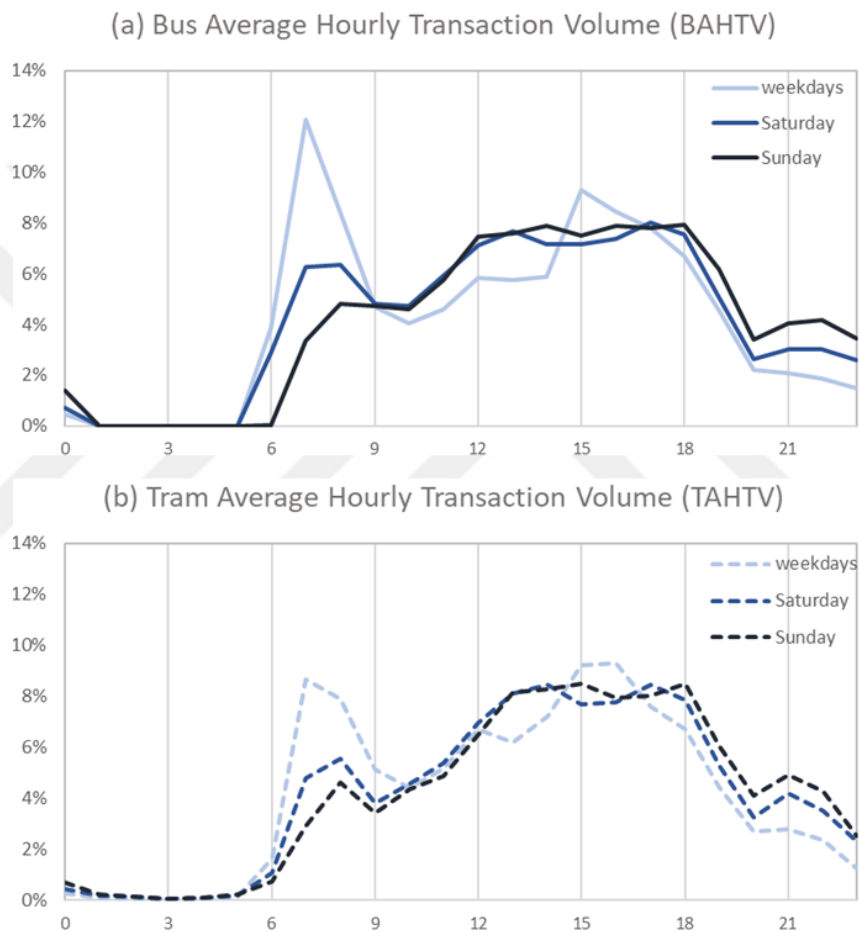 (a) Bus Average Hourly Transaction Volume (BAHTV)
14%
weekdays
12%
Saturday
Sunday
10%
8%
6%
4%
2%
0%
0 3 6 9 12 15 18 21
(b) Tram Average Hourly Transaction Volume (TAHTV)
14%
weekdays
12%
Saturday
Sunday
10%
8%
6%
4%
2%
0%
0 3 6 9 12 15 18 21